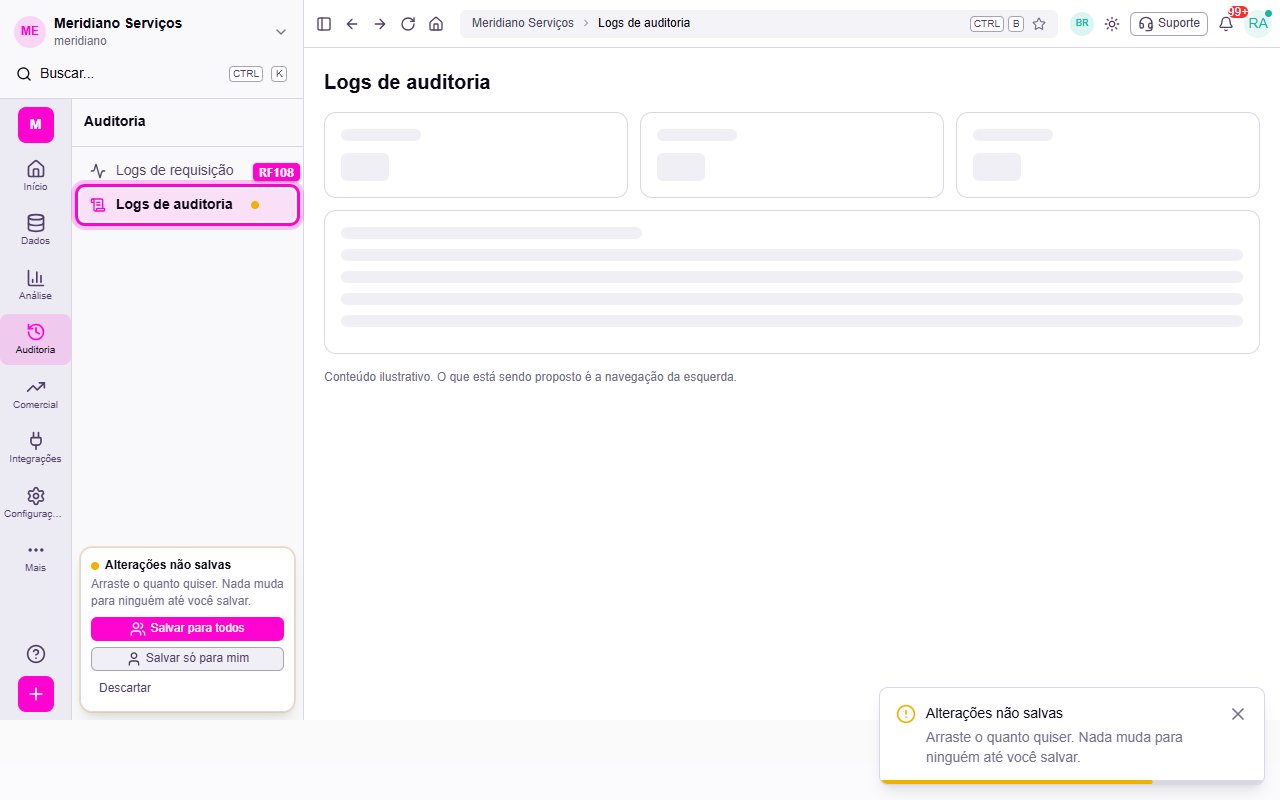 ME
Meridiano Serviços
meridiano
Buscar...
CTRL K
Meridiano Serviços > Logs de auditoria
CTRL B
BR
Suporte
99+
RA
M
Início
Dados
Análise
Auditoria
Comercial
Integrações
Configuraç...
Mais
Auditoria
Logs de requisição
RF108
Logs de auditoria
Alterações não salvas
Arraste o quanto quiser. Nada muda
para ninguém até você salvar.
Salvar para todos
Salvar só para mim
Descartar
Logs de auditoria
Conteúdo ilustrativo. O que está sendo proposto é a navegação da esquerda.
Alterações não salvas
Arraste o quanto quiser. Nada muda para
ninguém até você salvar.